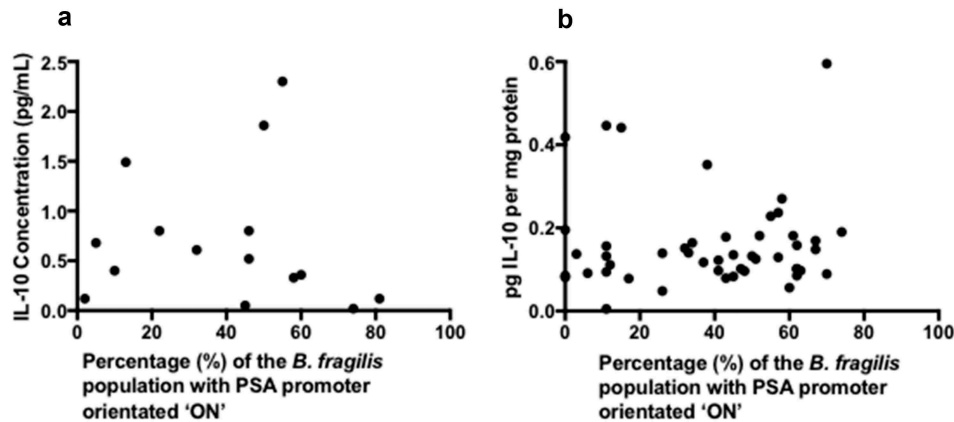 a
IL-10 Concentration (pg/mL)
2.5
2.0
1.5
1.0
0.5
0.0
0 20 40 60 80 100
Percentage (%) of the B. fragilis
population with PSA promoter
orientated ‘ON’
b
pg IL-10 per mg protein
0.6
0.4
0.2
0.0
0 20 40 60 80 100
Percentage (%) of the B. fragilis
population with PSA promoter
orientated ‘ON’